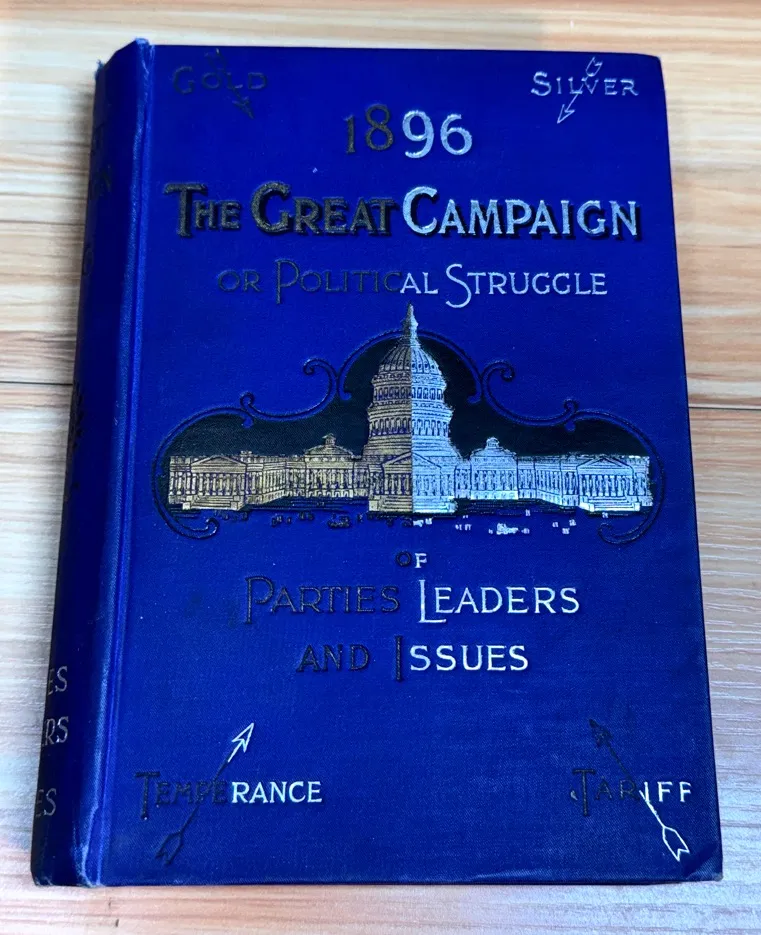 GOLD SILVER
1896
THE GREAT CAMPAIGN
OR POLITICAL STRUGGLE
OF
PARTIES LEADERS
AND ISSUES
TEMPERANCE TARIFF